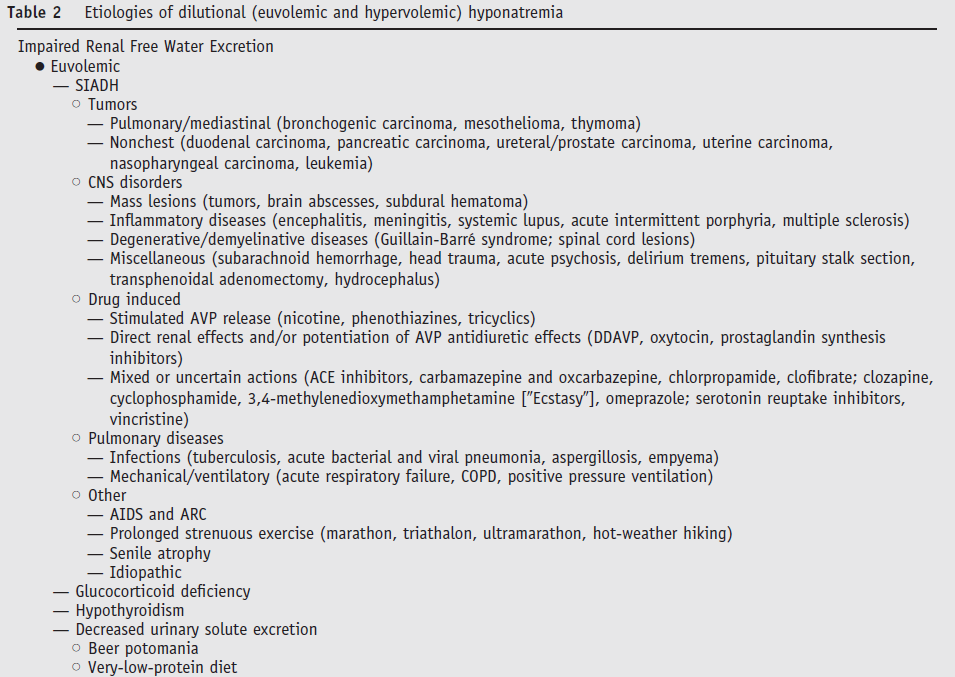 Table 2 Etiologies of dilutional (euvolemic and hypervolemic) hyponatremia
Impaired Renal Free Water Excretion
● Euvolemic
— SIADH
○ Tumors
— Pulmonary/mediastinal (bronchogenic carcinoma, mesothelioma, thymoma)
— Nonchest (duodenal carcinoma, pancreatic carcinoma, ureteral/prostate carcinoma, uterine carcinoma,
nasopharyngeal carcinoma, leukemia)
○ CNS disorders
— Mass lesions (tumors, brain abscesses, subdural hematoma)
— Inflammatory diseases (encephalitis, meningitis, systemic lupus, acute intermittent porphyria, multiple sclerosis)
— Degenerative/demyelinative diseases (Guillain-Barré syndrome; spinal cord lesions)
— Miscellaneous (subarachnoid hemorrhage, head trauma, acute psychosis, delirium tremens, pituitary stalk section,
transphenoidal adenomectomy, hydrocephalus)
○ Drug induced
— Stimulated AVP release (nicotine, phenothiazines, tricyclics)
— Direct renal effects and/or potentiation of AVP antidiuretic effects (DDAVP, oxytocin, prostaglandin synthesis
inhibitors)
— Mixed or uncertain actions (ACE inhibitors, carbamazepine and oxcarbazepine, chlorpropamide, clofibrate; clozapine,
cyclophosphamide, 3,4-methylenedioxymethamphetamine ["Ecstasy"], omeprazole; serotonin reuptake inhibitors,
vincristine)
○ Pulmonary diseases
— Infections (tuberculosis, acute bacterial and viral pneumonia, aspergillosis, empyema)
— Mechanical/ventilatory (acute respiratory failure, COPD, positive pressure ventilation)
○ Other
— AIDS and ARC
— Prolonged strenuous exercise (marathon, triathalon, ultramarathon, hot-weather hiking)
— Senile atrophy
— Idiopathic
— Glucocorticoid deficiency
— Hypothyroidism
— Decreased urinary solute excretion
○ Beer potomania
○ Very-low-protein diet